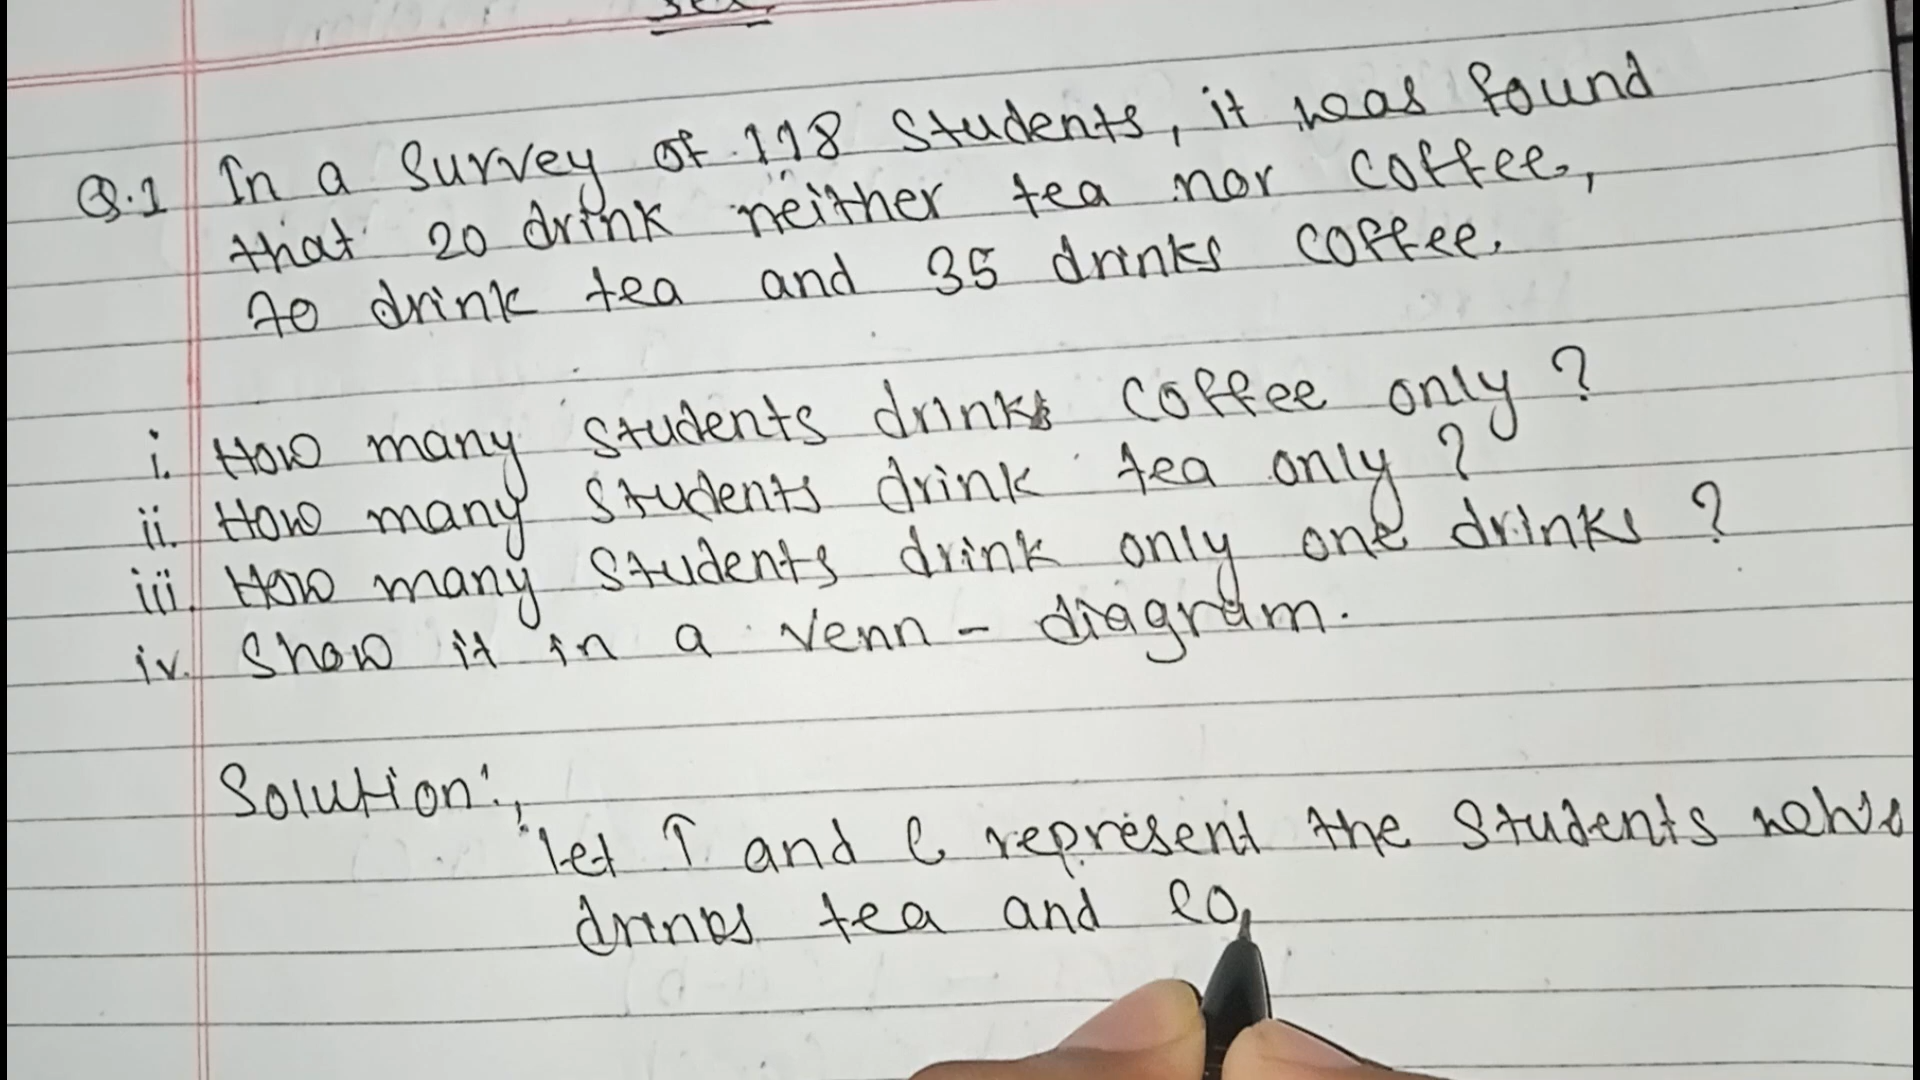 Q.1 In a survey of 118 students, it was found
that 20 drink neither tea nor coffee,
70 drink tea and 35 drinks coffee.
i. How many students drinks coffee only?
ii. How many students drink tea only?
iii. How many students drink only one drinks?
iv. Show it in a Venn-diagram.
Solution:,
let T and C represent the students
drinks tea and co